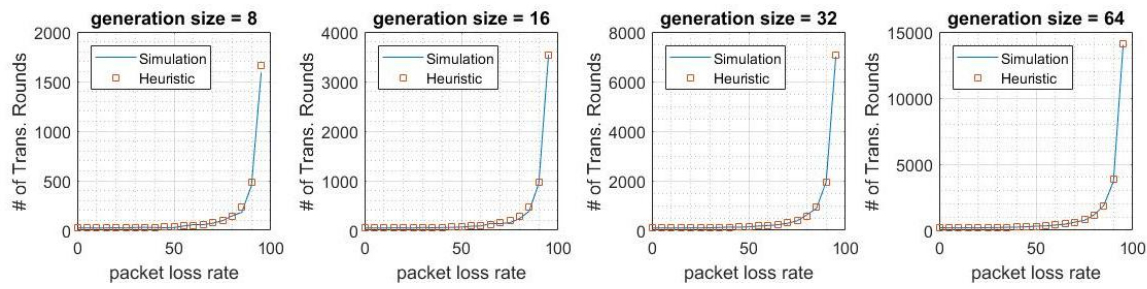 generation size = 8
# of Trans. Rounds
2000
1500
1000
500
0
Simulation
Heuristic
0
50
100
packet loss rate
generation size = 16
# of Trans. Rounds
4000
3000
2000
1000
0
Simulation
Heuristic
0
50
100
packet loss rate
generation size = 32
# of Trans. Rounds
8000
6000
4000
2000
0
Simulation
Heuristic
0
50
100
packet loss rate
generation size = 64
# of Trans. Rounds
15000
10000
5000
0
Simulation
Heuristic
0
50
100
packet loss rate